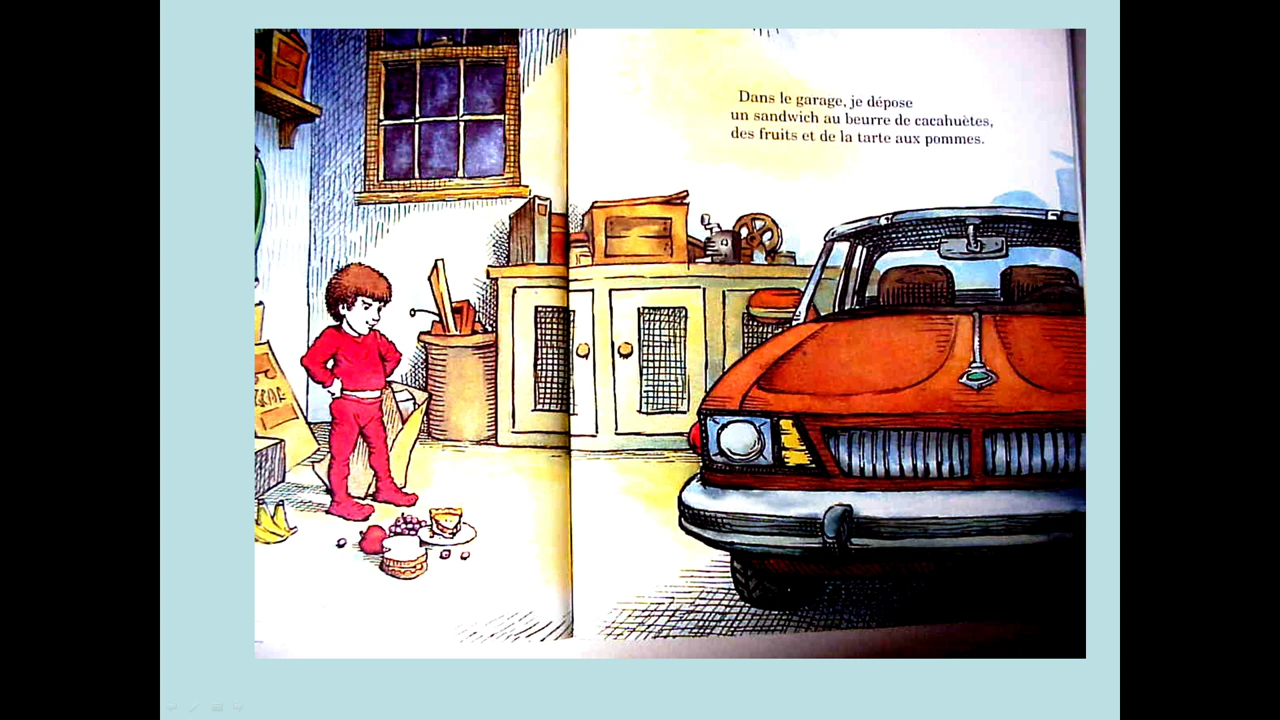 Dans le garage, je dépose
un sandwich au beurre de cacahuètes,
des fruits et de la tarte aux pommes.